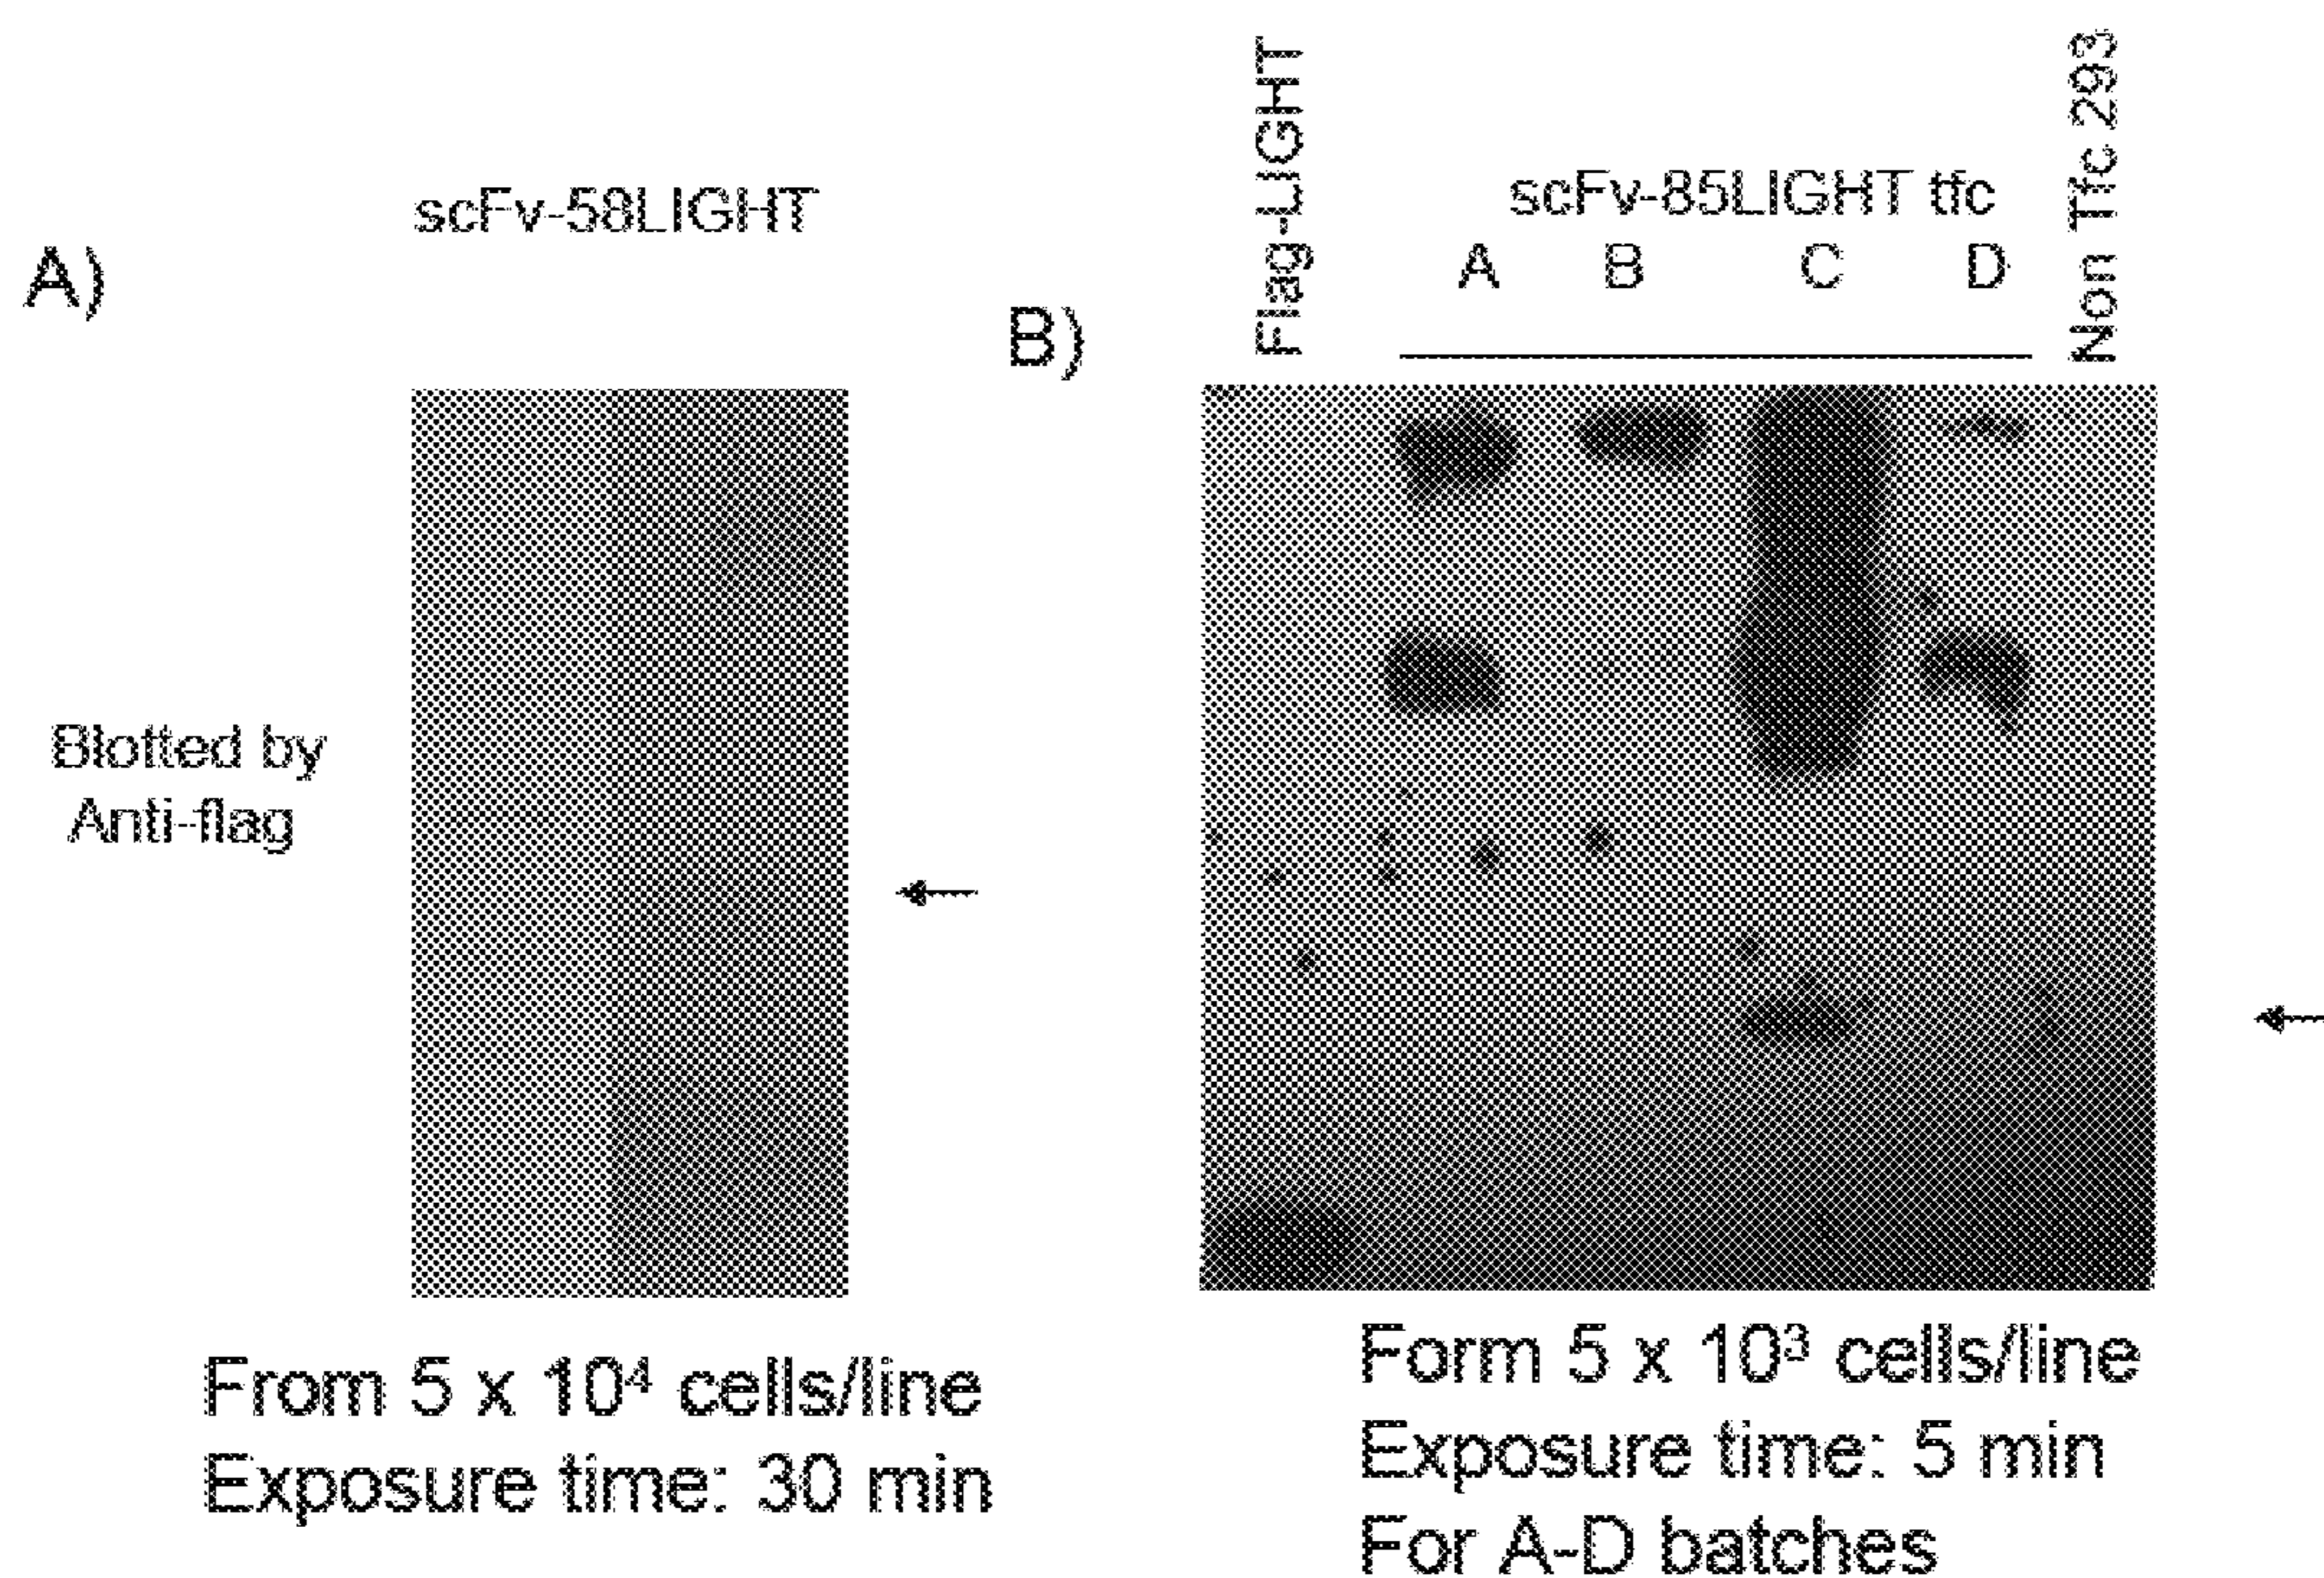 A)
scFv-58LIGHT
Blotted by
Anti-flag
From 5 x 10⁴ cells/line
Exposure time: 30 min
B)
Flag-LIGHT
scFv-85LIGHT tfc
A B C D
Non Tfc 293
Form 5 x 10³ cells/line
Exposure time: 5 min
For A-D batches